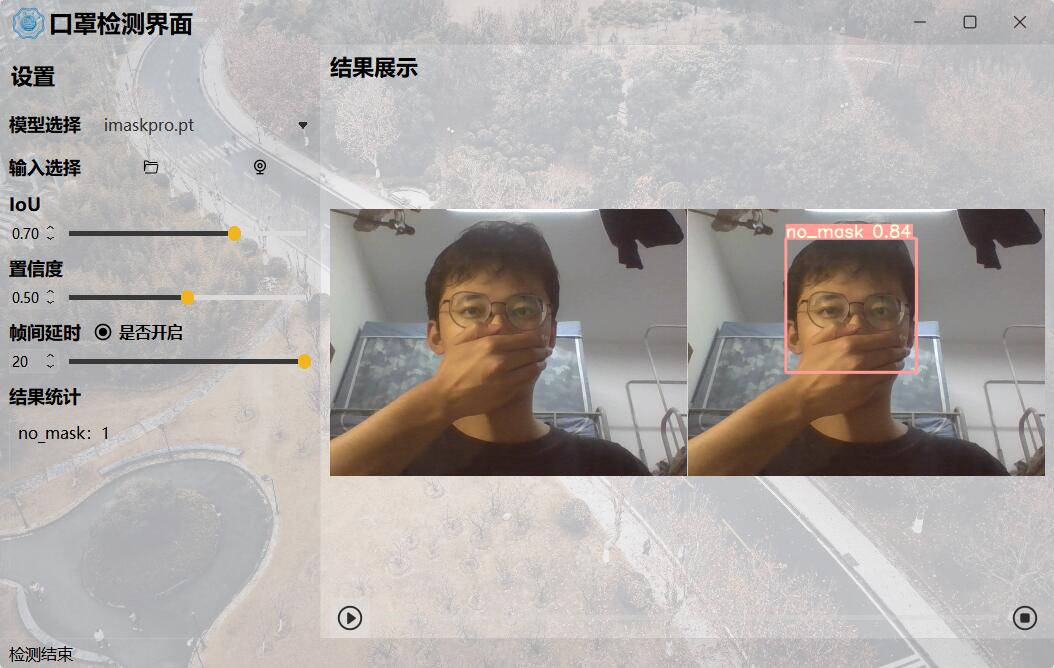 口罩检测界面
设置
模型选择 imaskpro.pt
输入选择
IoU
0.70
置信度
0.50
帧间延时 是否开启
20
结果统计
no_mask：1
结果展示
no_mask 0.84
检测结束